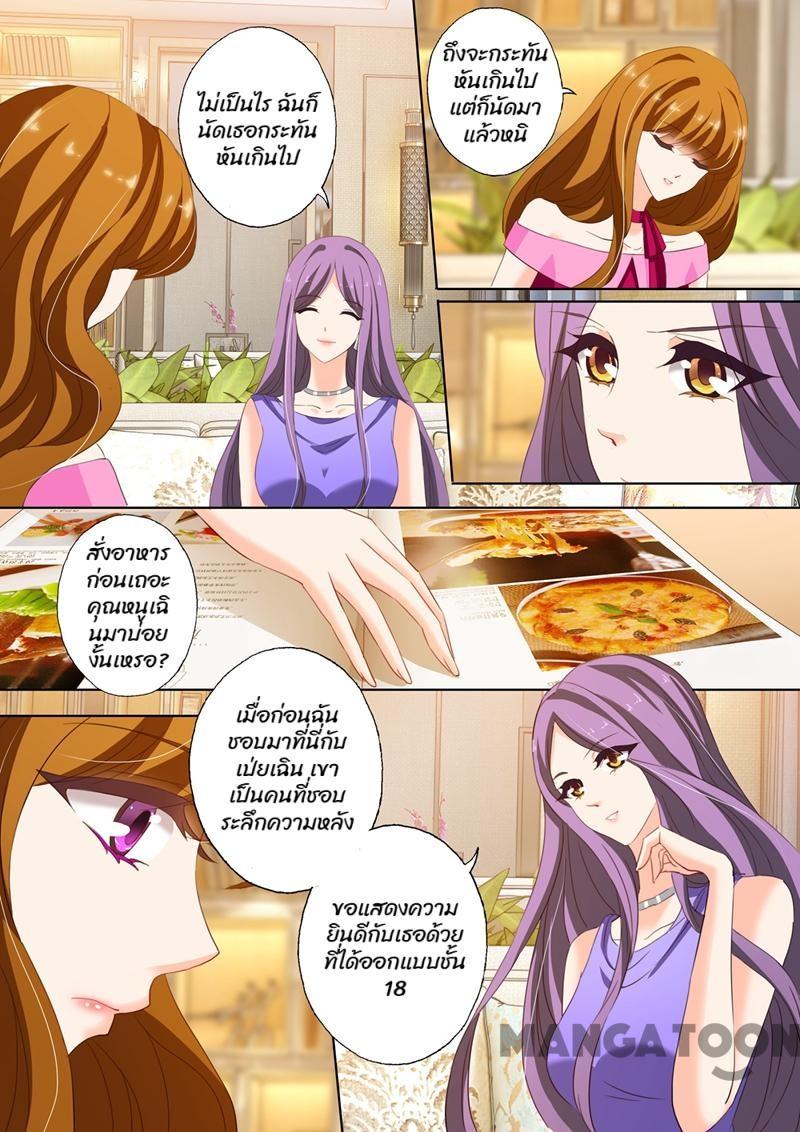 ไม่เป็นไร ฉันก็
นัดเธอกระทัน
หันเกินไป
ถึงจะกระทัน
หันเกินไป
แต่ก็นัดมา
แล้วหนิ
สั่งอาหาร
ก่อนเถอะ
คุณหนูเฉิ
นมาบ่อย
งั้นเหรอ?
เมื่อก่อนฉัน
ชอบมาที่นี่กับ
เป่ยเฉิน เขา
เป็นคนที่ชอบ
ระลึกความหลัง
ขอแสดงความ
ยินดีกับเธอด้วย
ที่ได้ออกแบบชั้น
18
MANGATOON